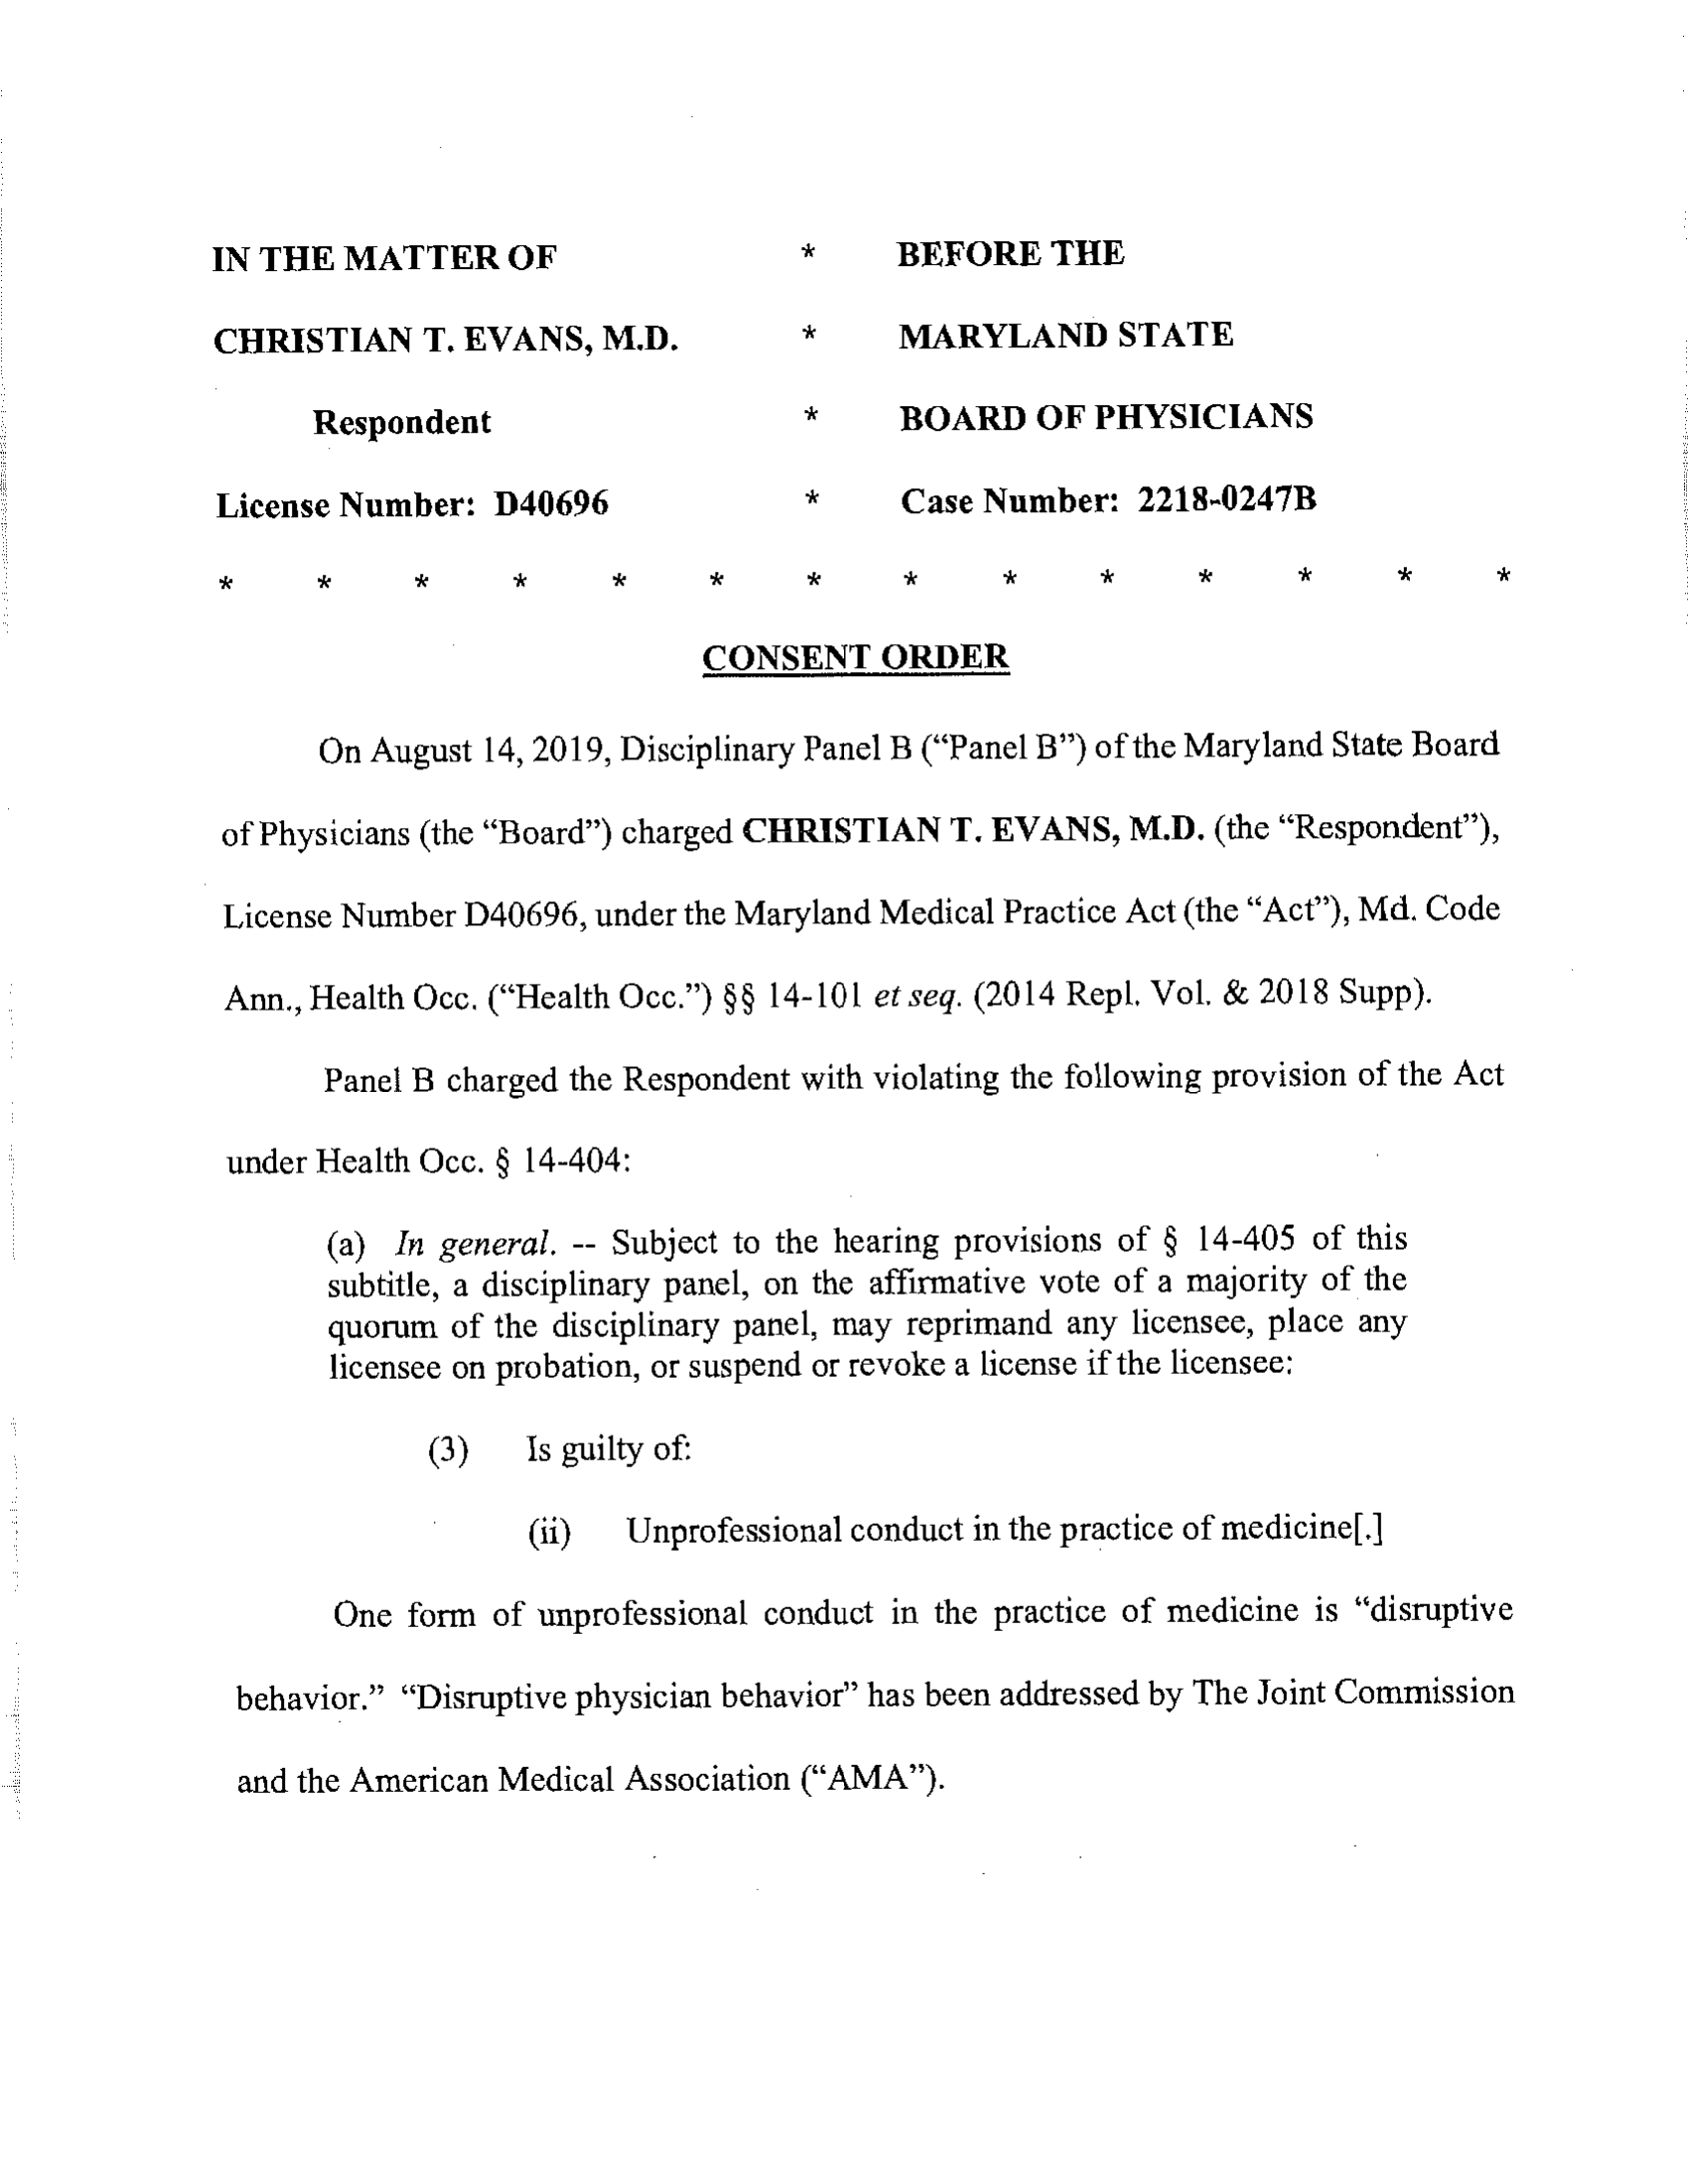 IN THE MATTER OF * BEFORE THE
CHRISTIAN T. EVANS, M.D. * MARYLAND STATE
Respondent * BOARD OF PHYSICIANS
License Number: D40696 * Case Number: 2218-0247B
* * * * * * * * * * * * * *
CONSENT ORDER
On August 14, 2019, Disciplinary Panel B (“Panel B”) of the Maryland State Board
of Physicians (the “Board”) charged CHRISTIAN T. EVANS, M.D. (the “Respondent”),
License Number D40696, under the Maryland Medical Practice Act (the “Act”), Md. Code
Ann., Health Occ. (“Health Occ.”) §§ 14-101 et seq. (2014 Repl. Vol. & 2018 Supp).
Panel B charged the Respondent with violating the following provision of the Act
under Health Occ. § 14-404:
(a) In general. -- Subject to the hearing provisions of § 14-405 of this
subtitle, a disciplinary panel, on the affirmative vote of a majority of the
quorum of the disciplinary panel, may reprimand any licensee, place any
licensee on probation, or suspend or revoke a license if the licensee:
(3) Is guilty of:
(ii) Unprofessional conduct in the practice of medicine[.]
One form of unprofessional conduct in the practice of medicine is “disruptive
behavior.” “Disruptive physician behavior” has been addressed by The Joint Commission
and the American Medical Association (“AMA”).